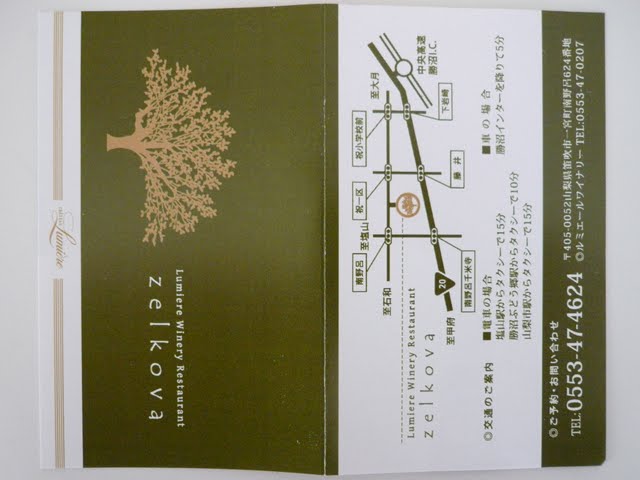 Lumière
Lumiere Winery Restaurant
zelkova
Lumiere Winery Restaurant
zelkova
中央高速
勝沼I.C.
至大月
下岩崎
祝小学校前
藤井
祝一区
至塩山
南野呂
南野呂千米寺
至石和
20
至甲府
◎交通のご案内
■電車の場合
塩山駅からタクシーで15分
勝沼ぶどう郷駅からタクシーで10分
山梨市駅からタクシーで15分
■車の場合
勝沼インターを降りて5分
◎ご予約・お問い合わせ
TEL:0553-47-4624
〒405-0052山梨県笛吹市一宮町南野呂624番地
◎ルミエールワイナリー TEL:0553-47-0207